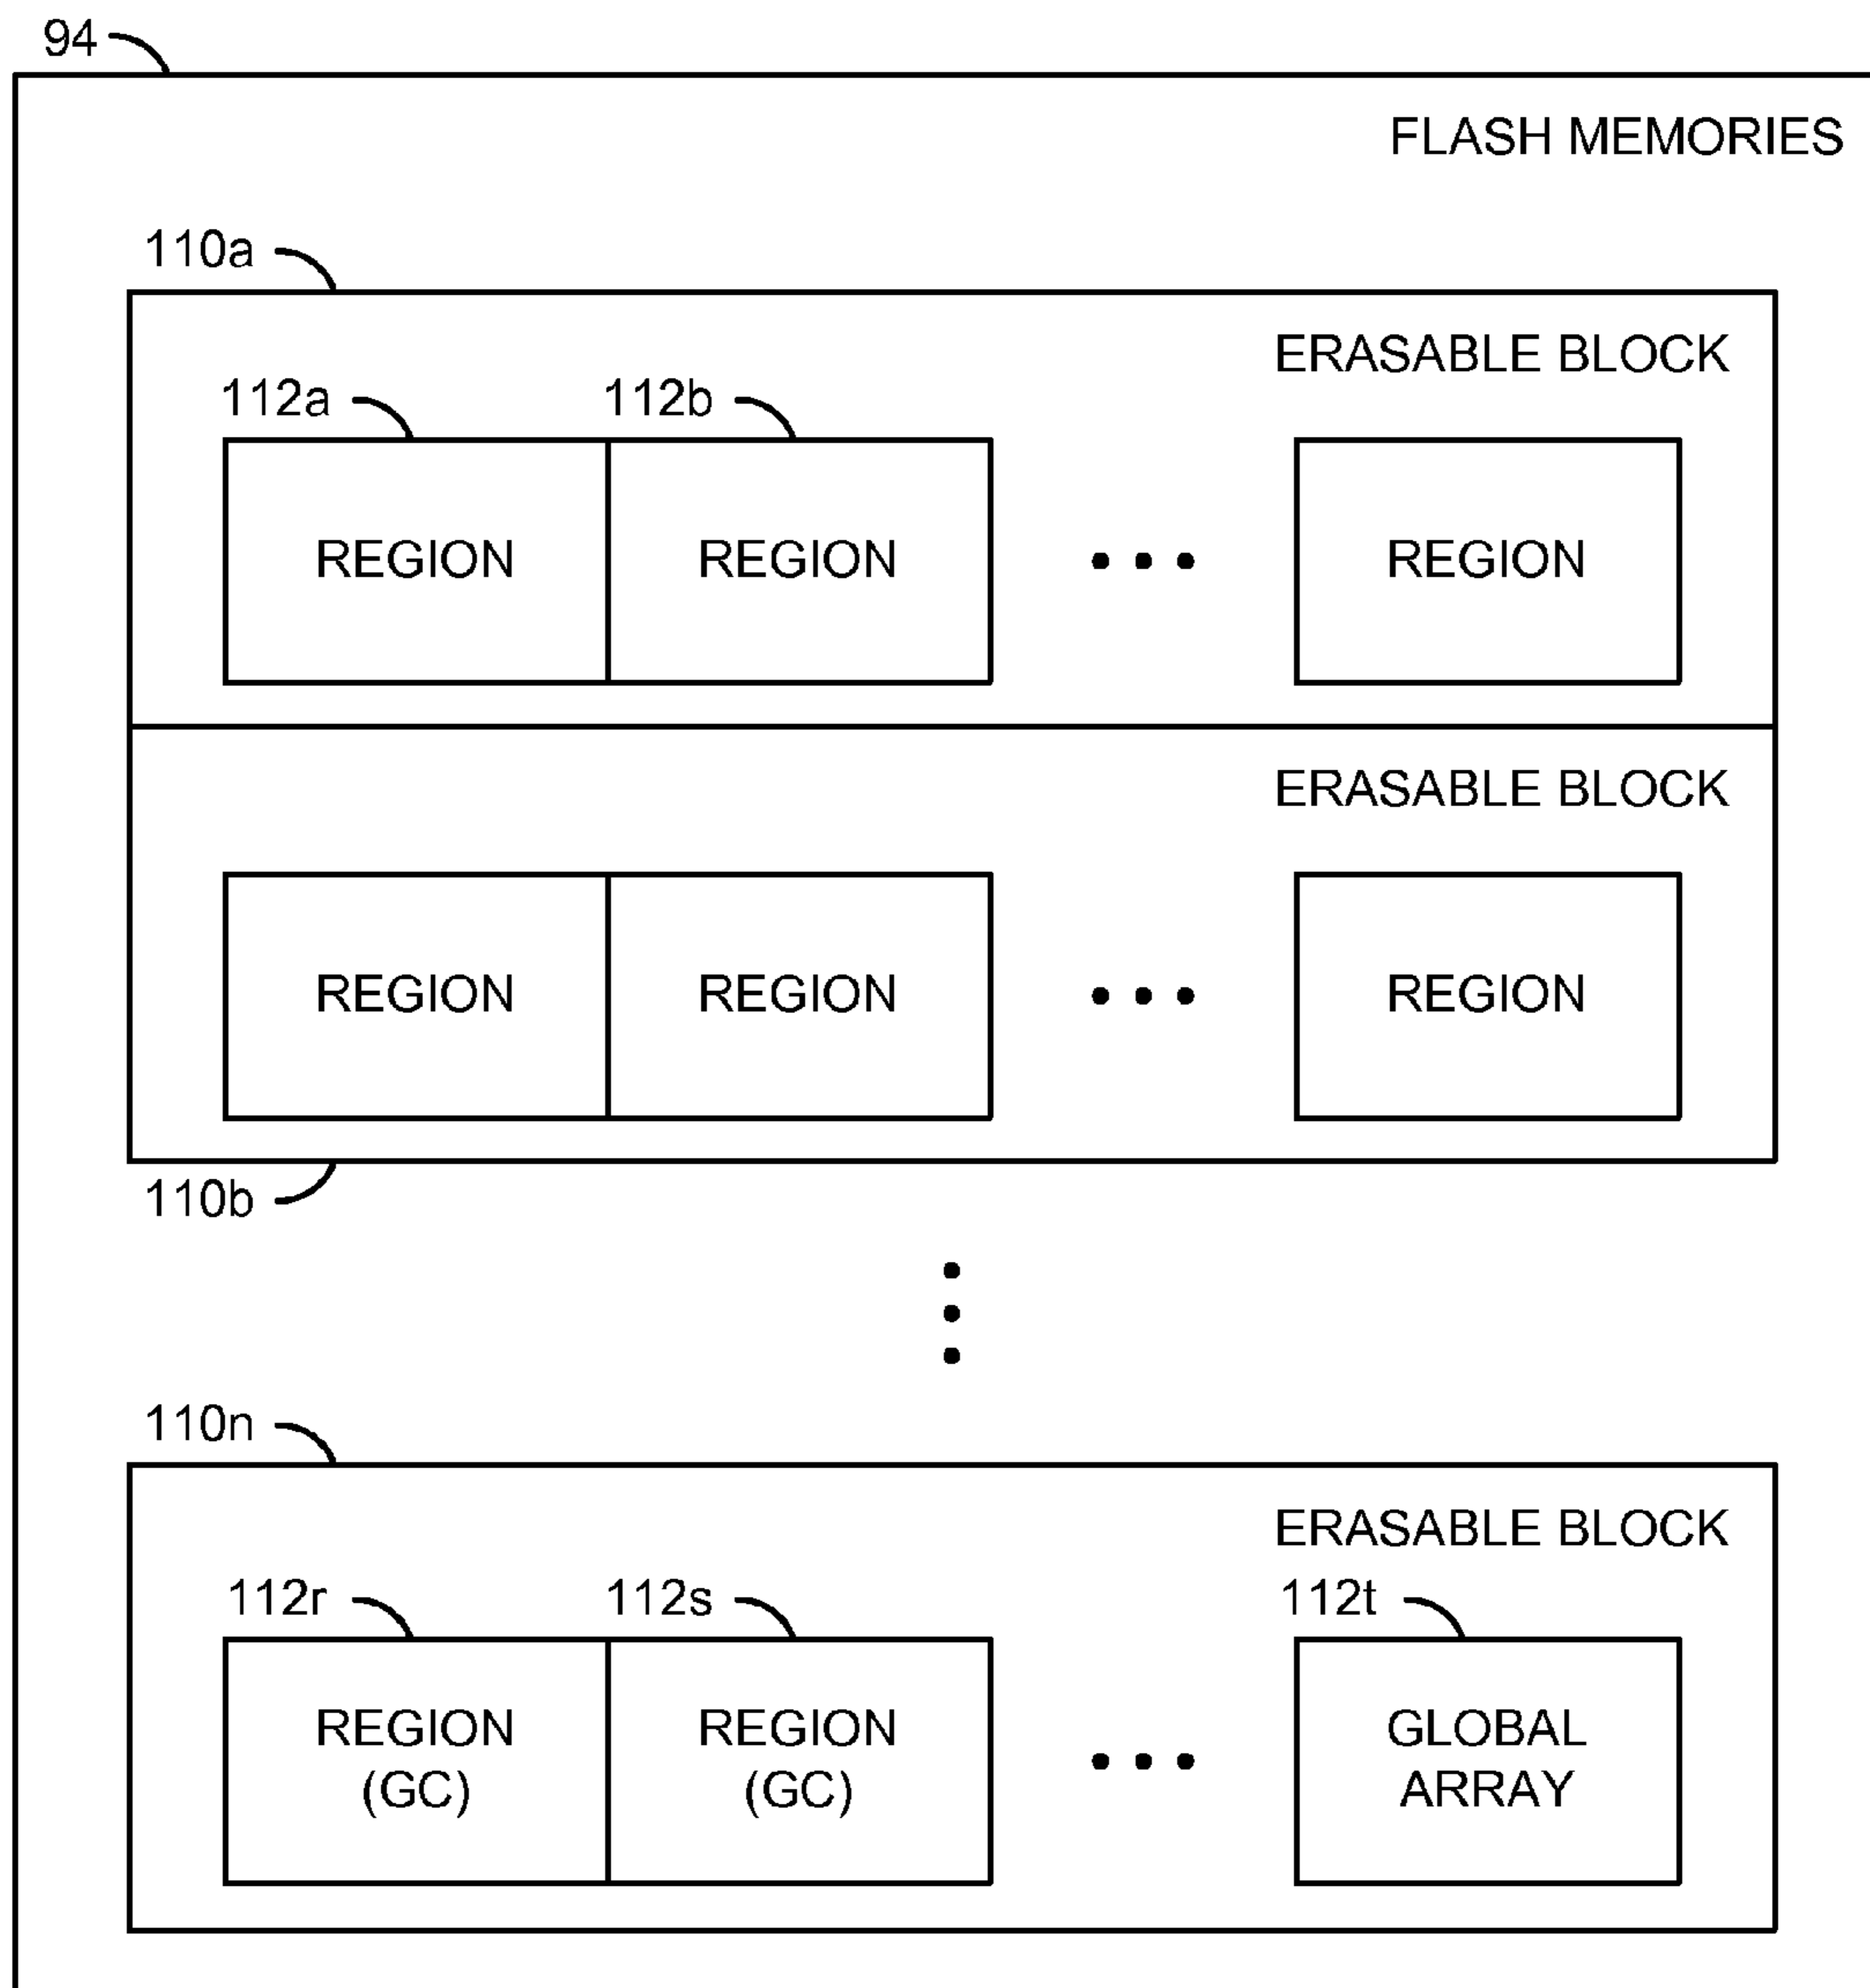 94
FLASH MEMORIES
110a
ERASABLE BLOCK
112a 112b
REGION REGION REGION
ERASABLE BLOCK
REGION REGION REGION
110b
110n
ERASABLE BLOCK
112r 112s 112t
REGION (GC)
REGION (GC)
GLOBAL ARRAY